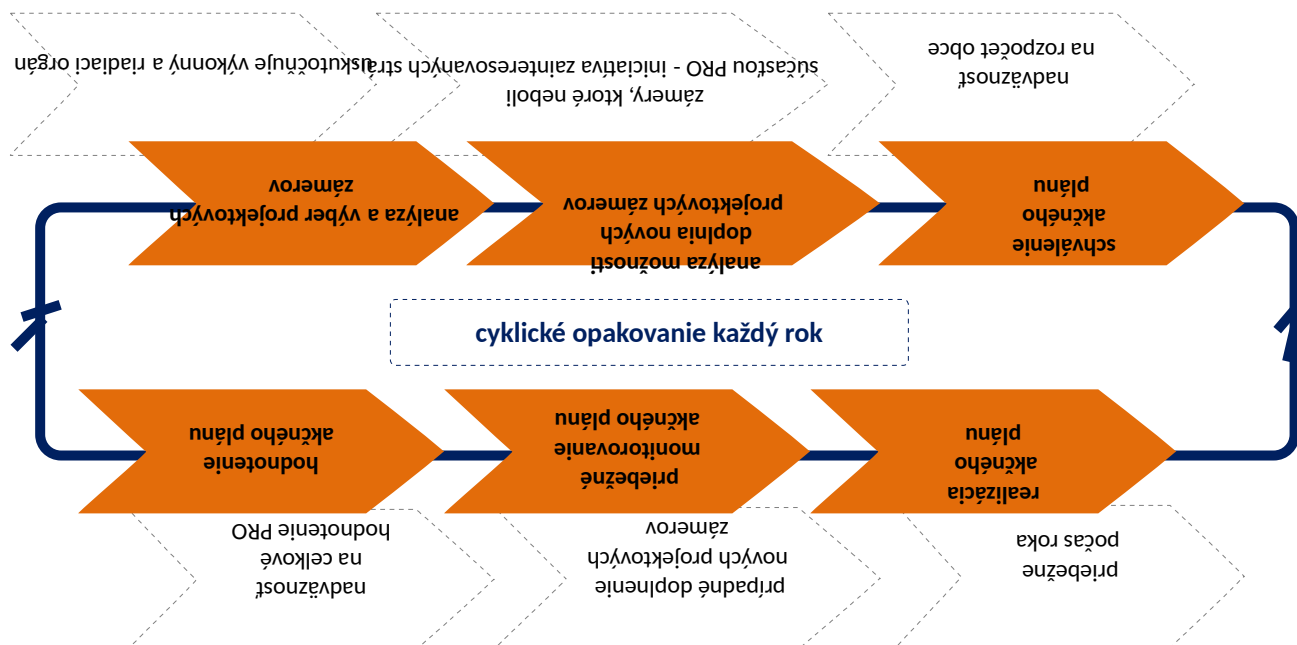 uskutočňuje výkonný a riadiaci orgán
zámery, ktoré neboli
súčasťou PRO - iniciatíva zainteresovaných strán
nadväznosť
na rozpočet obce
analýza a výber projektových
zámerov
analýza možnosti
doplnia nových
projektových zámerov
schválenie
akčného
plánu
cyklické opakovanie každý rok
hodnotenie
akčného plánu
priebežné
monitorovanie
akčného plánu
realizácia
akčného
plánu
nadväznosť
na celkové
hodnotenie PRO
prípadné doplnenie
nových projektových
zámerov
priebežne
počas roka